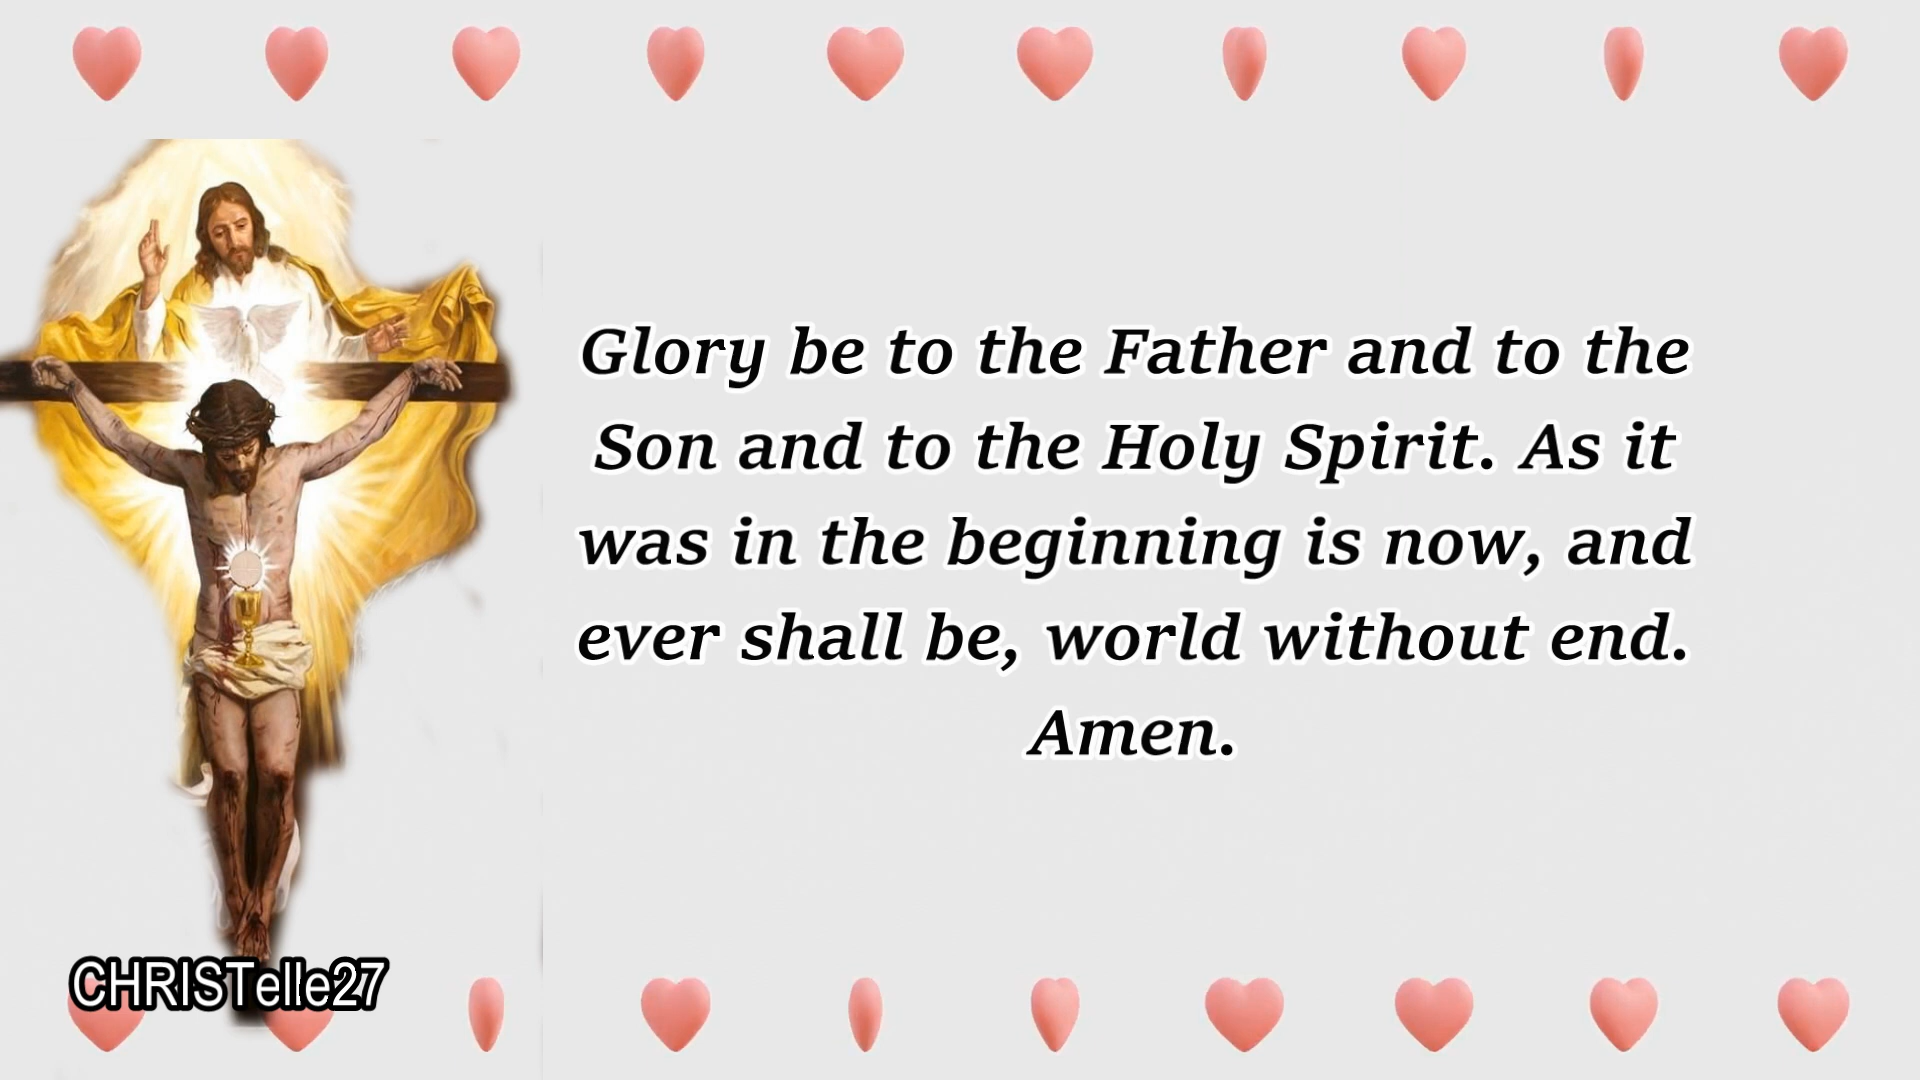 Glory be to the Father and to the
Son and to the Holy Spirit. As it
was in the beginning is now, and
ever shall be, world without end.
Amen.
CHRISTelle27